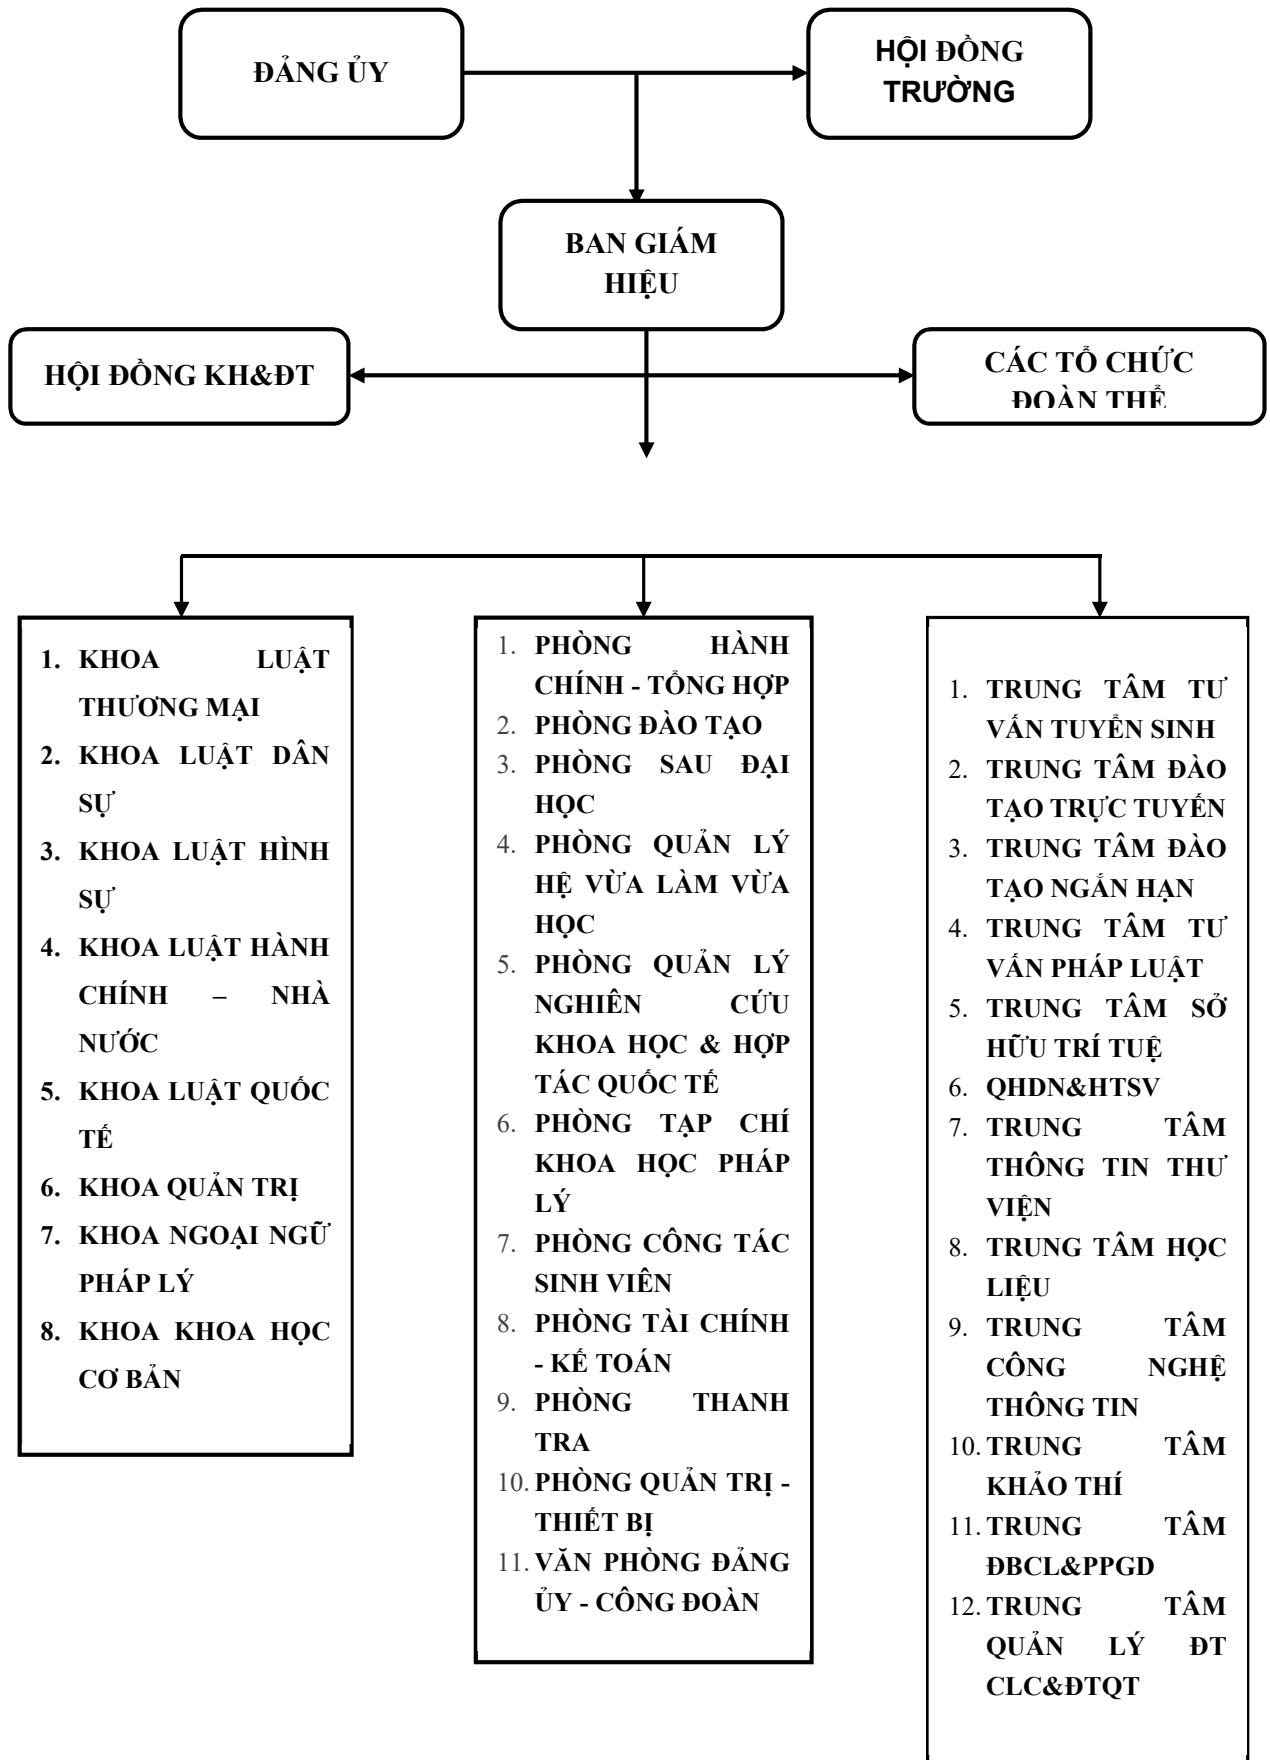 ĐẢNG ỦY
HỘI ĐỒNG
TRƯỜNG
BAN GIÁM
HIỆU
HỘI ĐỒNG KH&ĐT
CÁC TỔ CHỨC
ĐOÀN THỂ
1. KHOA LUẬT
THƯƠNG MẠI
2. KHOA LUẬT DÂN
SỰ
3. KHOA LUẬT HÌNH
SỰ
4. KHOA LUẬT HÀNH
CHÍNH – NHÀ
NƯỚC
5. KHOA LUẬT QUỐC
TẾ
6. KHOA QUẢN TRỊ
7. KHOA NGOẠI NGỮ
PHÁP LÝ
8. KHOA KHOA HỌC
CƠ BẢN
1. PHÒNG HÀNH
CHÍNH - TỔNG HỢP
2. PHÒNG ĐÀO TẠO
3. PHÒNG SAU ĐẠI
HỌC
4. PHÒNG QUẢN LÝ
HỆ VỪA LÀM VỪA
HỌC
5. PHÒNG QUẢN LÝ
NGHIÊN CỨU
KHOA HỌC & HỢP
TÁC QUỐC TẾ
6. PHÒNG TẠP CHÍ
KHOA HỌC PHÁP
LÝ
7. PHÒNG CÔNG TÁC
SINH VIÊN
8. PHÒNG TÀI CHÍNH
- KẾ TOÁN
9. PHÒNG THANH
TRA
10. PHÒNG QUẢN TRỊ -
THIẾT BỊ
11. VĂN PHÒNG ĐẢNG
ỦY - CÔNG ĐOÀN
1. TRUNG TÂM TƯ
VẤN TUYỂN SINH
2. TRUNG TÂM ĐÀO
TẠO TRỰC TUYẾN
3. TRUNG TÂM ĐÀO
TẠO NGẮN HẠN
4. TRUNG TÂM TƯ
VẤN PHÁP LUẬT
5. TRUNG TÂM SỞ
HỮU TRÍ TUỆ
6. QHDN&HTSV
7. TRUNG TÂM
THÔNG TIN THƯ
VIỆN
8. TRUNG TÂM HỌC
LIỆU
9. TRUNG TÂM
CÔNG NGHỆ
THÔNG TIN
10. TRUNG TÂM
KHẢO THÍ
11. TRUNG TÂM
ĐBCL&PPGD
12. TRUNG TÂM
QUẢN LÝ ĐT
CLC&ĐTQT